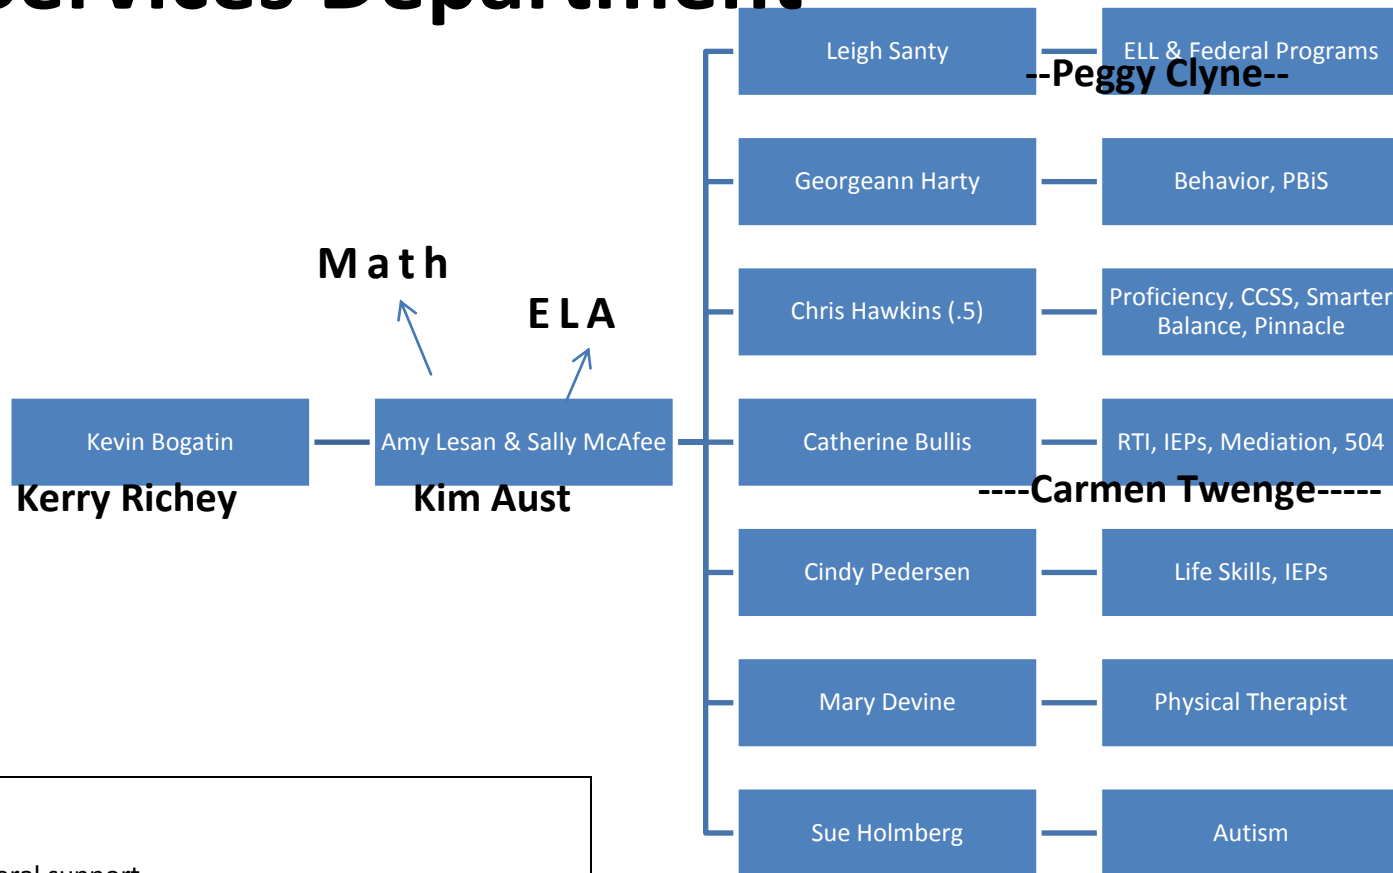 Department
Leigh Santy
ELL & Federal Programs
--Peggy Clyne--
Georgeann Harty
Behavior, PBiS
Math
ELA
Chris Hawkins (.5)
Proficiency, CCSS, Smarter
Balance, Pinnacle
Kevin Bogatin
Amy Lesan & Sally McAfee
Catherine Bullis
RTI, IEPs, Mediation, 504
Kerry Richey
Kim Aust
----Carmen Twenge-----
Cindy Pedersen
Life Skills, IEPs
Mary Devine
Physical Therapist
Sue Holmberg
Autism
support